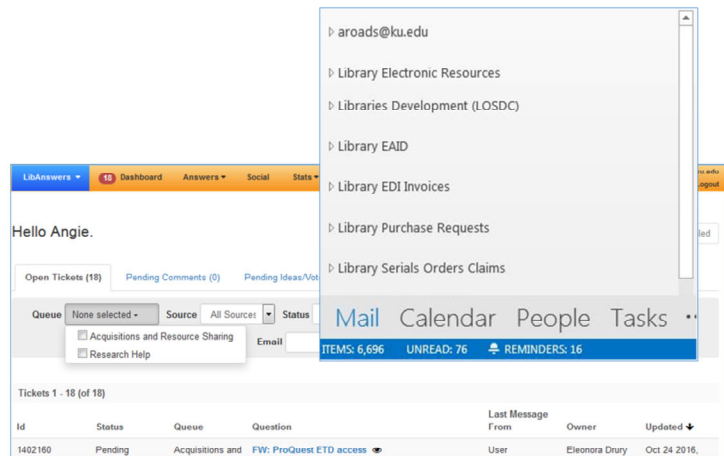 aroads@ku.edu
Library Electronic Resources
Libraries Development (LOSDC)
Library EAID
Library EDI Invoices
Library Purchase Requests
Library Serials Orders Claims
Mail Calendar People Tasks ••
ITEMS: 6,696 UNREAD: 76 REMINDERS: 16
LibAnswers 18 Dashboard Answers Social Stats
ku.edu
Logout
Hello Angie.
Open Tickets (18) Pending Comments (0) Pending Ideas/Vot
Queue None selected Source All Sources Status
Acquisitions and Resource Sharing
Email
Research Help
Tickets 1 - 18 (of 18)
Id Status Queue Question Last Message From Owner Updated
1402160 Pending Acquisitions and FW: ProQuest ETD access User Eleonora Drury Oct 24 2016,